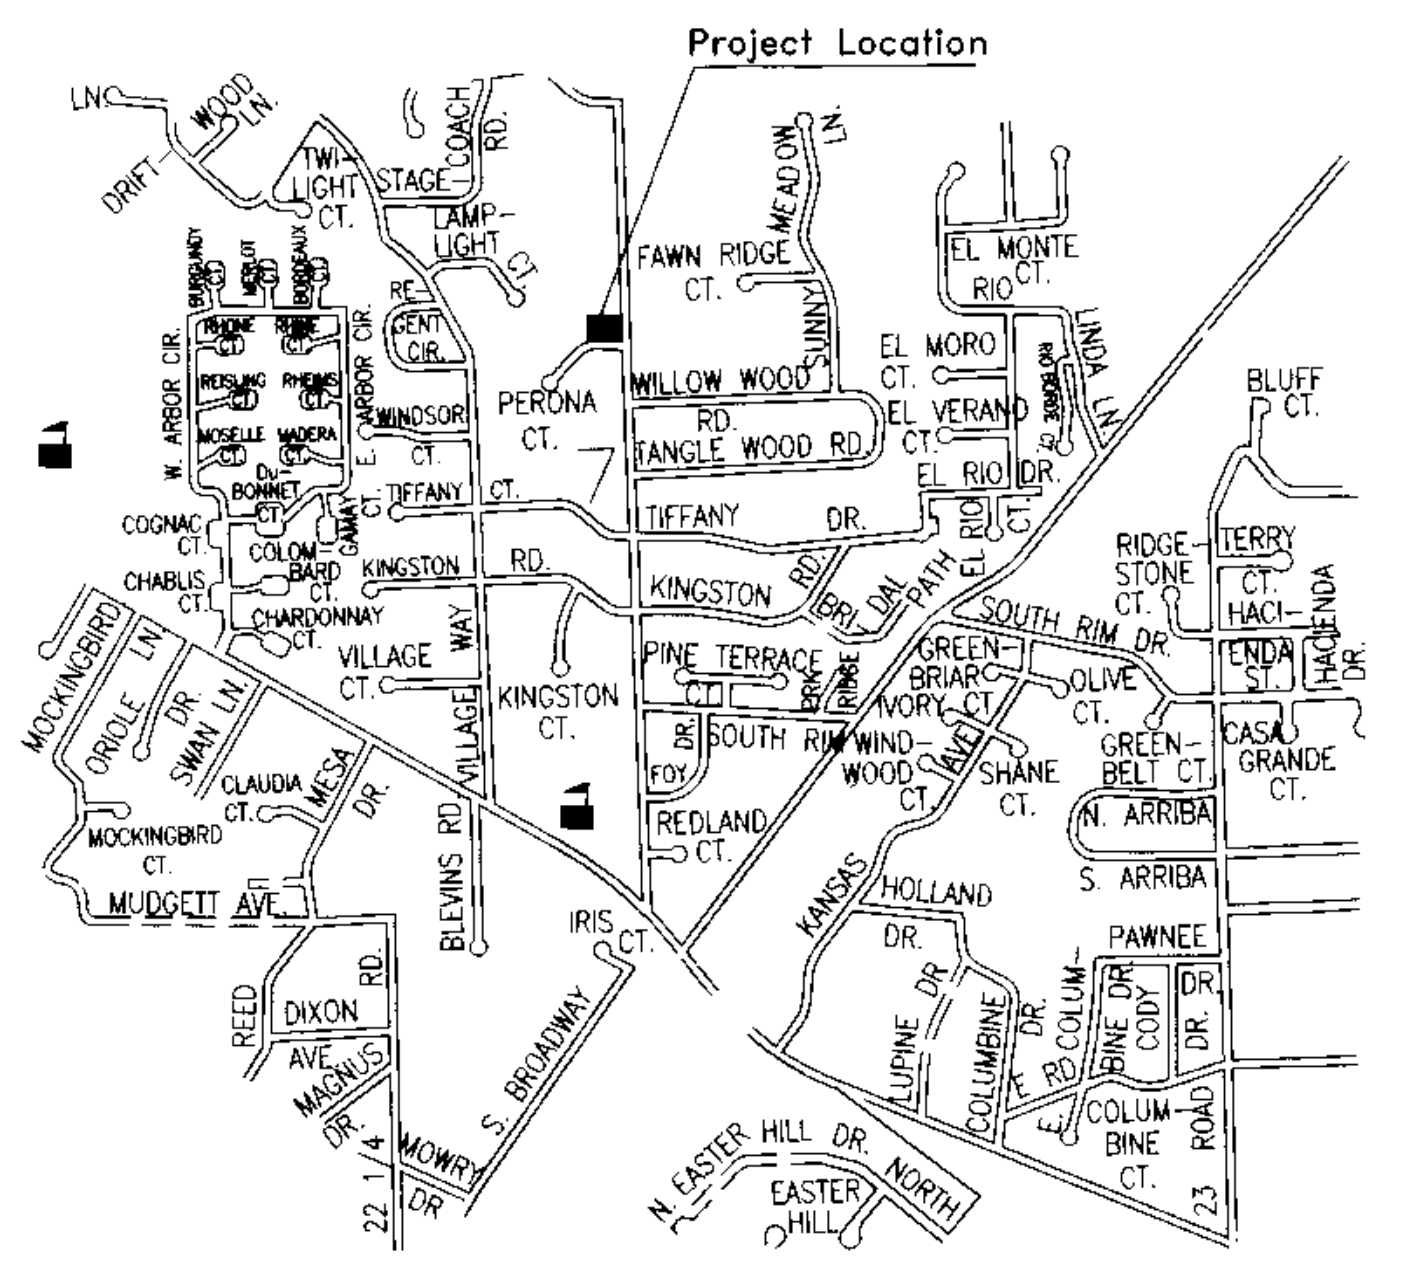 Project Location
LN
WOOD
LN.
DRIFT-
TWI-
LIGHT
CT.
STAGE-
COACH
RD.
LAMP-
LIGHT
CT
MEADOW
LN.
SUNNY
FAWN RIDGE
CT.
EL MONTE
CT.
RIO
LINDA
LN
RIO BORDE CT.
BURGUNDY
CT.
MERLOT
CT
BORDEAUX
CT
W. ARBOR CIR.
E. ARBOR CIR.
RHONE
CT.
RHINE
CT.
REISLING
CT.
RHEIMS
CT.
MOSELLE
CT.
MADERA
CT.
DU-
BONNET
CT.
GAMAY
CT.
COGNAC
CT.
COLOM-
BARD
CT.
CHABLIS
CT.
CHARDONNAY
CT.
RE-
GENT
CIR.
WINDSOR
CT.
PERONA
CT.
WILLOW WOOD
RD.
TANGLE WOOD RD.
EL MORO
CT.
EL VERANO
CT.
EL RIO DR.
EL RIO
CT.
BLUFF
CT.
TIFFANY CT.
TIFFANY DR.
KINGSTON RD.
KINGSTON
RD.
BRIDAL
PATH
KINGSTON
CT.
VILLAGE
CT.
VILLAGE
WAY
PINE TERRACE
CT.
PRK
RIDGE
SOUTH RIM
FOY
DR.
REDLAND
CT.
SOUTH RIM DR.
GREEN-
BRIAR
IVORY CT.
WIND-
WOOD
CT.
AVE
OLIVE
CT.
SHANE
CT.
RIDGE-
STONE
CT.
TERRY
CT.
HACI-
ENDA
ST.
HACIENDA
DR.
GREEN-
BELT CT.
CASA
GRANDE
CT.
N. ARRIBA
S. ARRIBA
MOCKINGBIRD
ORIOLE LN.
DR.
SWAN LN.
CLAUDIA
CT.
MESA
DR.
MOCKINGBIRD
CT.
MUDGETT AVE.
BLEVINS RD
IRIS
CT.
KANSAS
HOLLAND
DR.
LUPINE DR
COLUMBINE
DR.
E. COLUM-
BINE DR.
PAWNEE
DR.
CODY
DR.
E RD
COLUM-
BINE
CT.
E.
ROAD
23
REED
DIXON
AVE
RD.
MAGNUS
DR.
22 1 4
MOWRY
DR
S. BROADWAY
N. EASTER HILL DR.
EASTER
HILL
NORTH